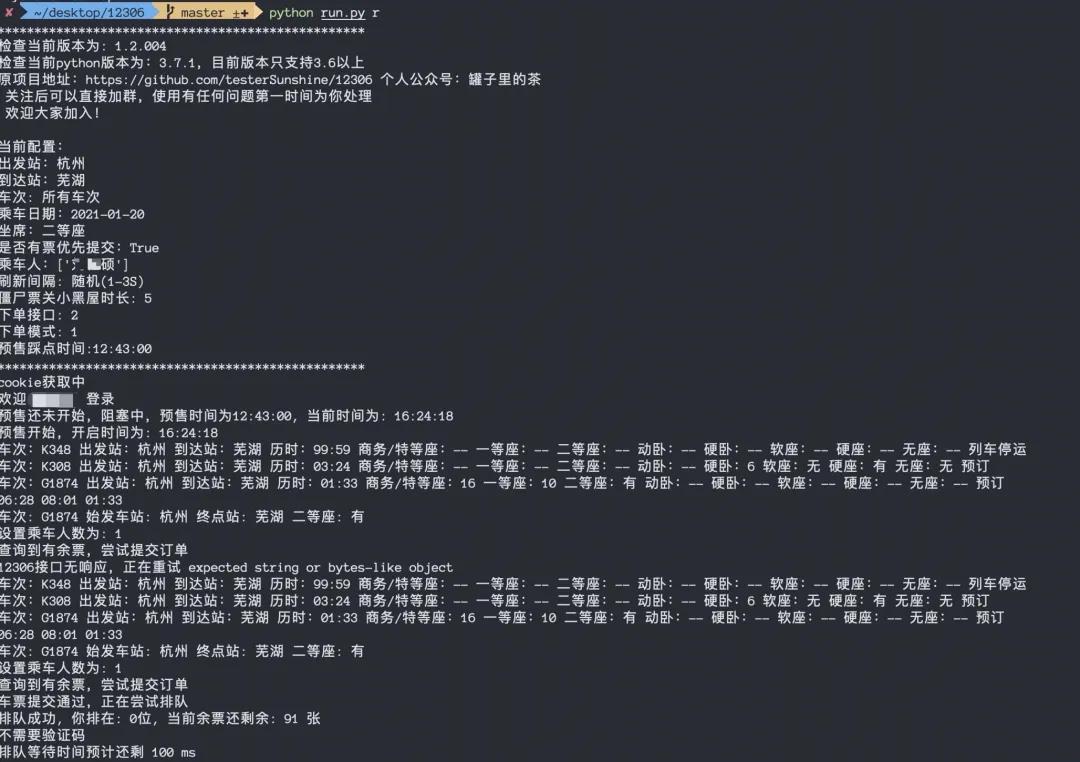 ✗ ~/desktop/12306 master ±+ python run.py r
**************************************************
检查当前版本为: 1.2.004
检查当前python版本为: 3.7.1, 目前版本只支持3.6以上
原项目地址: https://github.com/testerSunshine/12306 个人公众号: 罐子里的茶
关注后可以直接加群, 使用有任何问题第一时间为你处理
欢迎大家加入!
当前配置:
出发站: 杭州
到达站: 芜湖
车次: 所有车次
乘车日期: 2021-01-20
坐席: 二等座
是否有票优先提交: True
乘车人: [' 硕']
刷新间隔: 随机(1-3S)
僵尸票关小黑屋时长: 5
下单接口: 2
下单模式: 1
预售踩点时间:12:43:00
**************************************************
cookie获取中
欢迎 登录
预售还未开始, 阻塞中, 预售时间为12:43:00, 当前时间为: 16:24:18
预售开始, 开启时间为: 16:24:18
车次: K348 出发站: 杭州 到达站: 芜湖 历时: 99:59 商务/特等座: -- 一等座: -- 二等座: -- 动卧: -- 硬卧: -- 软座: -- 硬座: -- 无座: -- 列车停运
车次: K308 出发站: 杭州 到达站: 芜湖 历时: 03:24 商务/特等座: -- 一等座: -- 二等座: -- 动卧: -- 硬卧: 6 软座: 无 硬座: 有 无座: 无 预订
车次: G1874 出发站: 杭州 到达站: 芜湖 历时: 01:33 商务/特等座: 16 一等座: 10 二等座: 有 动卧: -- 硬卧: -- 软座: -- 硬座: -- 无座: -- 预订
06:28 08:01 01:33
车次: G1874 始发车站: 杭州 终点站: 芜湖 二等座: 有
设置乘车人数为: 1
查询到有余票, 尝试提交订单
12306接口无响应, 正在重试 expected string or bytes-like object
车次: K348 出发站: 杭州 到达站: 芜湖 历时: 99:59 商务/特等座: -- 一等座: -- 二等座: -- 动卧: -- 硬卧: -- 软座: -- 硬座: -- 无座: -- 列车停运
车次: K308 出发站: 杭州 到达站: 芜湖 历时: 03:24 商务/特等座: -- 一等座: -- 二等座: -- 动卧: -- 硬卧: 6 软座: 无 硬座: 有 无座: 无 预订
车次: G1874 出发站: 杭州 到达站: 芜湖 历时: 01:33 商务/特等座: 16 一等座: 10 二等座: 有 动卧: -- 硬卧: -- 软座: -- 硬座: -- 无座: -- 预订
06:28 08:01 01:33
车次: G1874 始发车站: 杭州 终点站: 芜湖 二等座: 有
设置乘车人数为: 1
查询到有余票, 尝试提交订单
车票提交通过, 正在尝试排队
排队成功, 你排在: 0位, 当前余票还剩余: 91 张
不需要验证码
排队等待时间预计还剩 100 ms